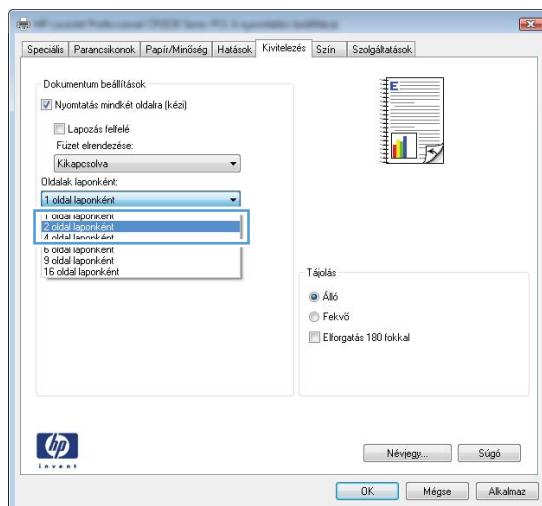 Speciális Parancsikonok Papír/Minőség Hatások Kivitelezés Szín Szolgáltatások
Dokumentum beállítások
Nyomtatás mindkét oldalra (kézi)
Lapozás felfelé
Füzet elrendezése:
Kikapcsolva
Oldalak laponként:
1 oldal laponként
1 oldal laponként
2 oldal laponként
4 oldal laponként
6 oldal laponként
9 oldal laponként
16 oldal laponként
E
Tájolás
Álló
Fekvő
Elforgatás 180 fokkal
hp
invent
Névjegy... Súgó
OK Mégse Alkalmaz